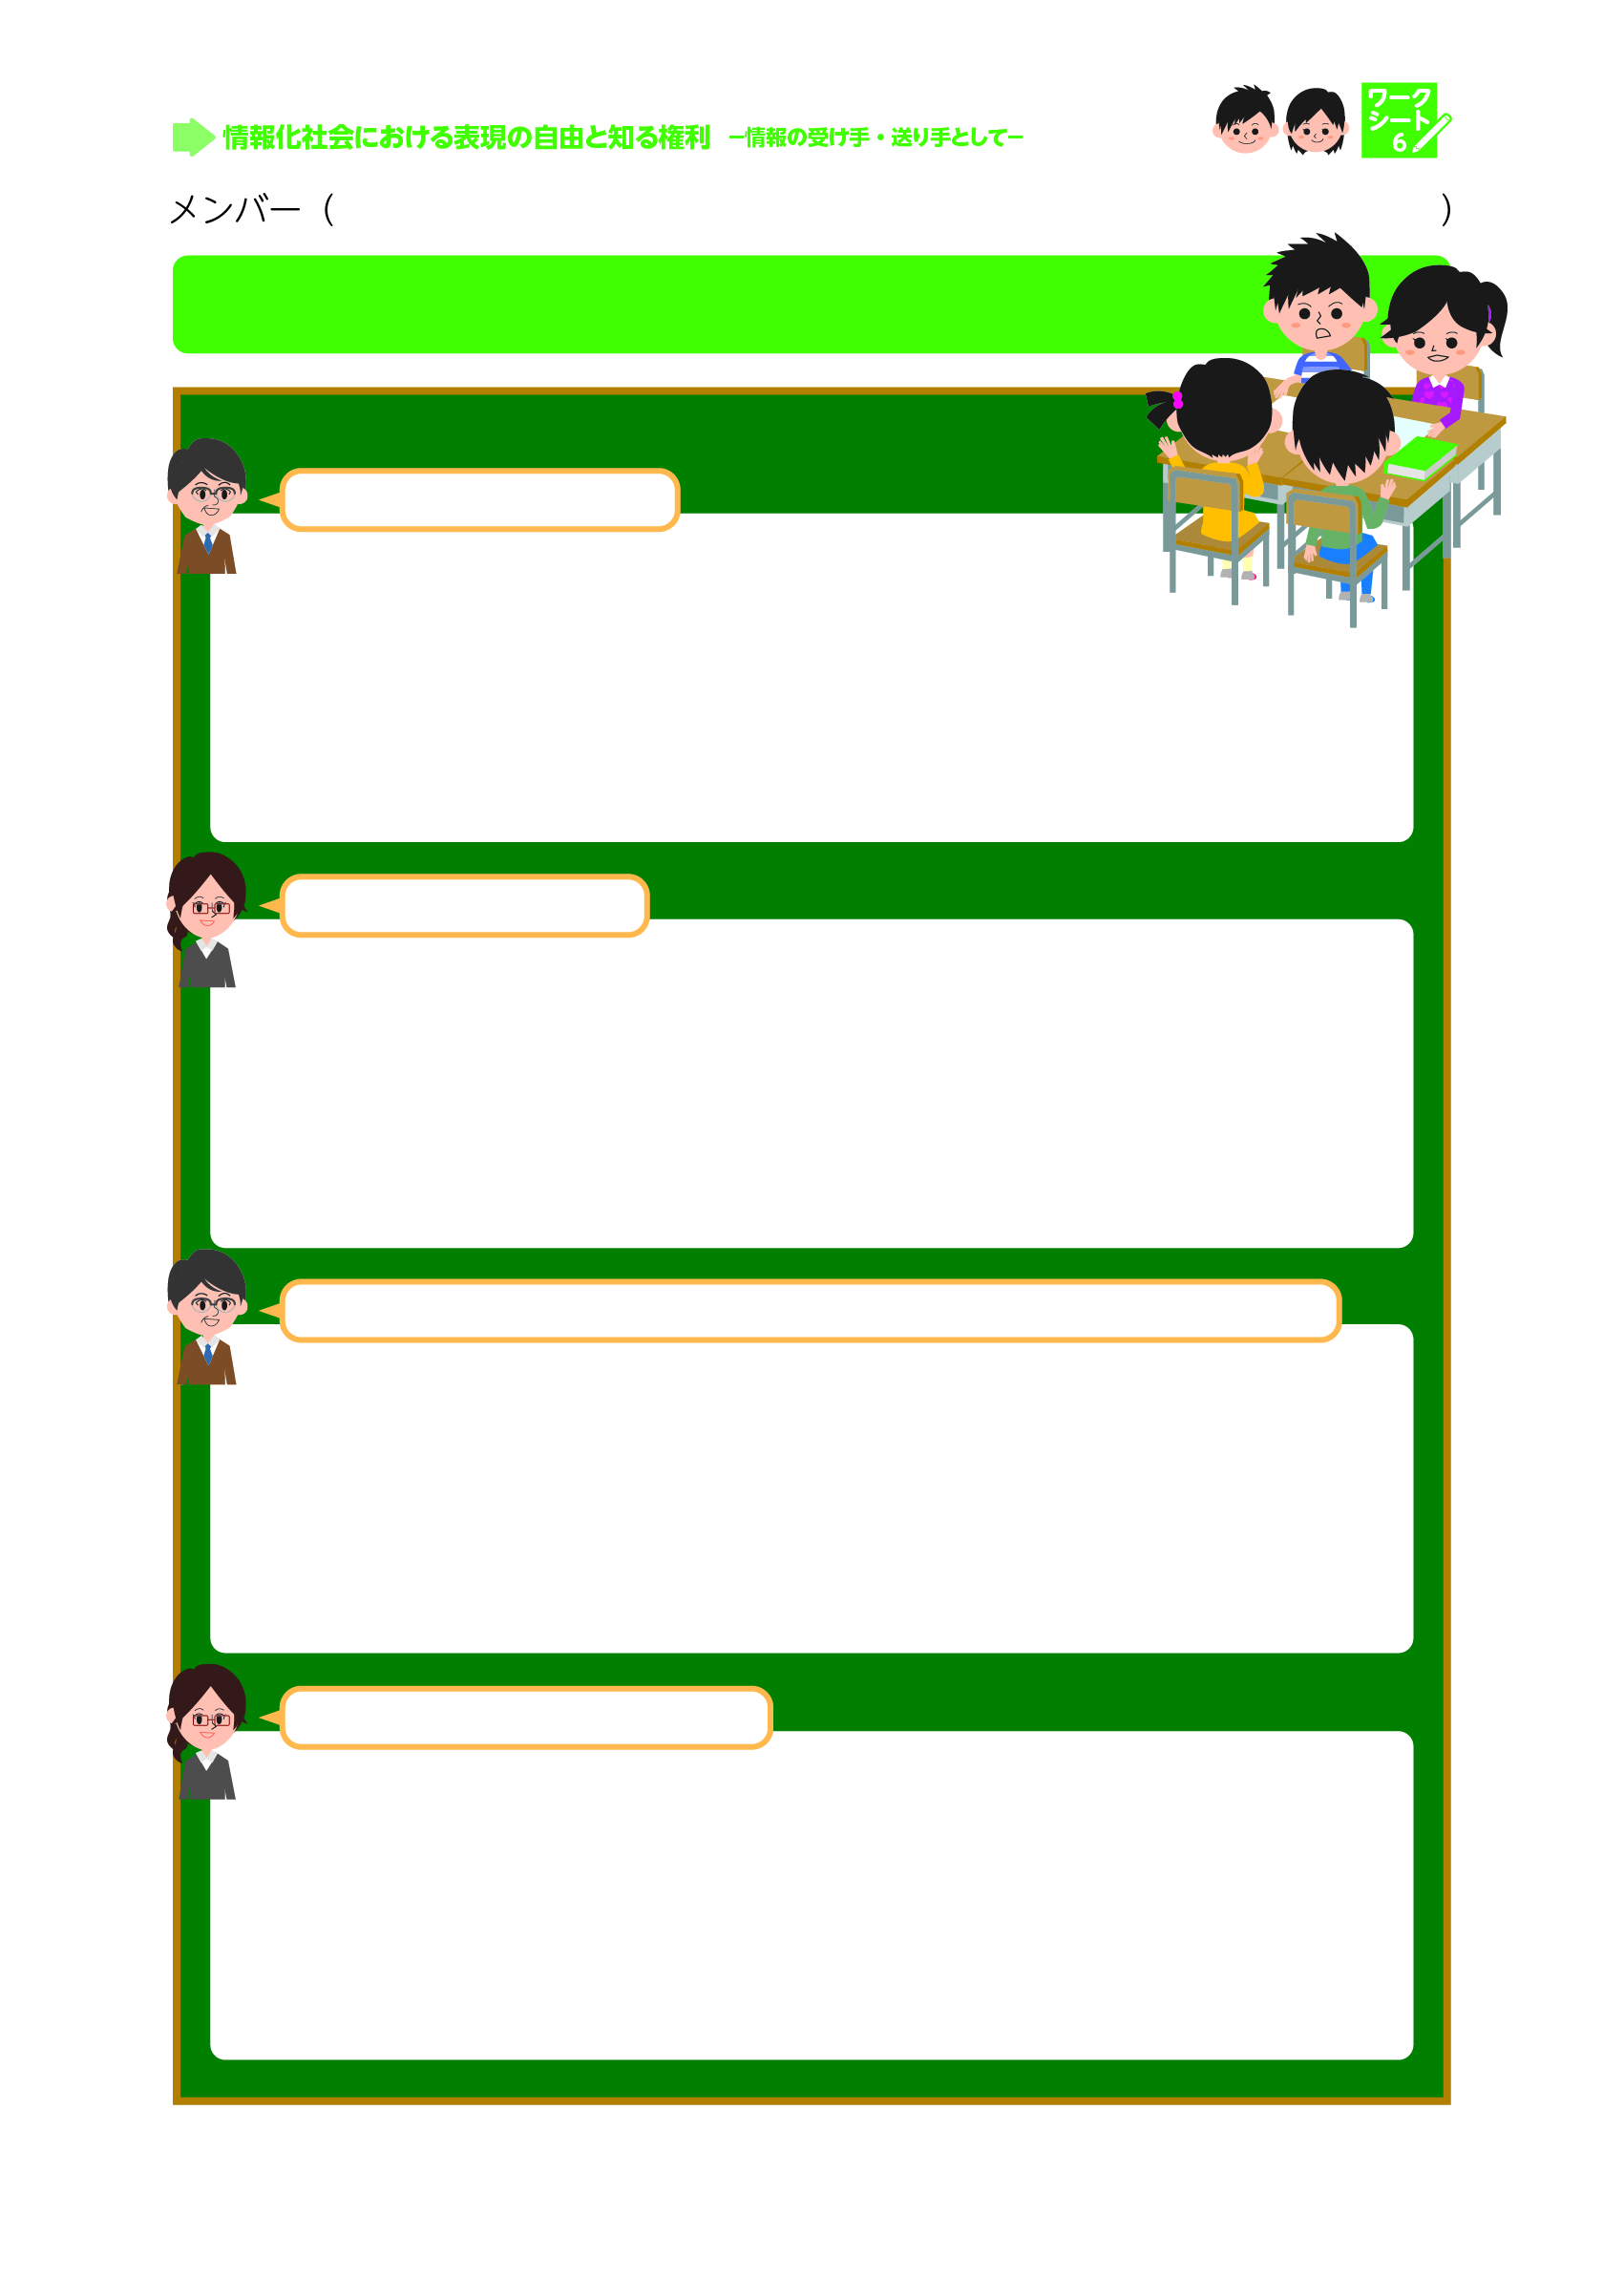 情報化社会における表現の自由と知る権利 −情報の受け手・送り手として−
ワーク
シート
6
メンバー（ ）